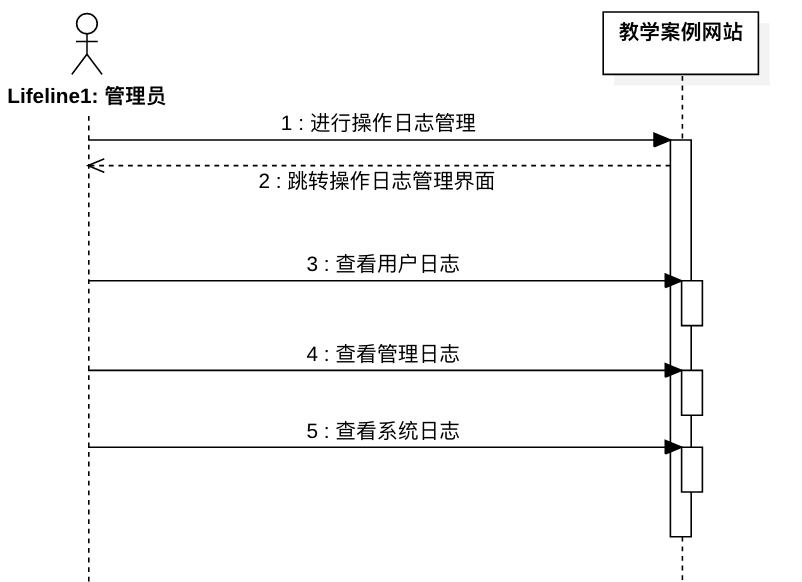 教学案例网站
Lifeline1: 管理员
1 : 进行操作日志管理
2 : 跳转操作日志管理界面
3 : 查看用户日志
4 : 查看管理日志
5 : 查看系统日志